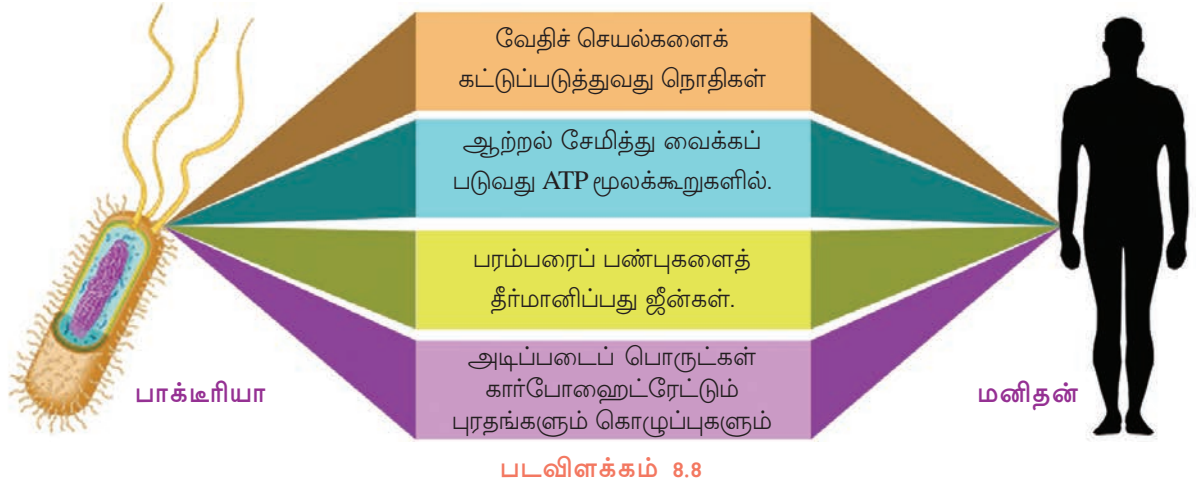 வேதிச் செயல்களைக்
கட்டுப்படுத்துவது நொதிகள்
ஆற்றல் சேமித்து வைக்கப்
படுவது ATP மூலக்கூறுகளில்.
பரம்பரைப் பண்புகளைத்
தீர்மானிப்பது ஜீன்கள்.
அடிப்படைப் பொருட்கள்
கார்போஹைட்ரேட்டும்
புரதங்களும் கொழுப்புகளும்
பாக்டீரியா
மனிதன்
படவிளக்கம் 8.8